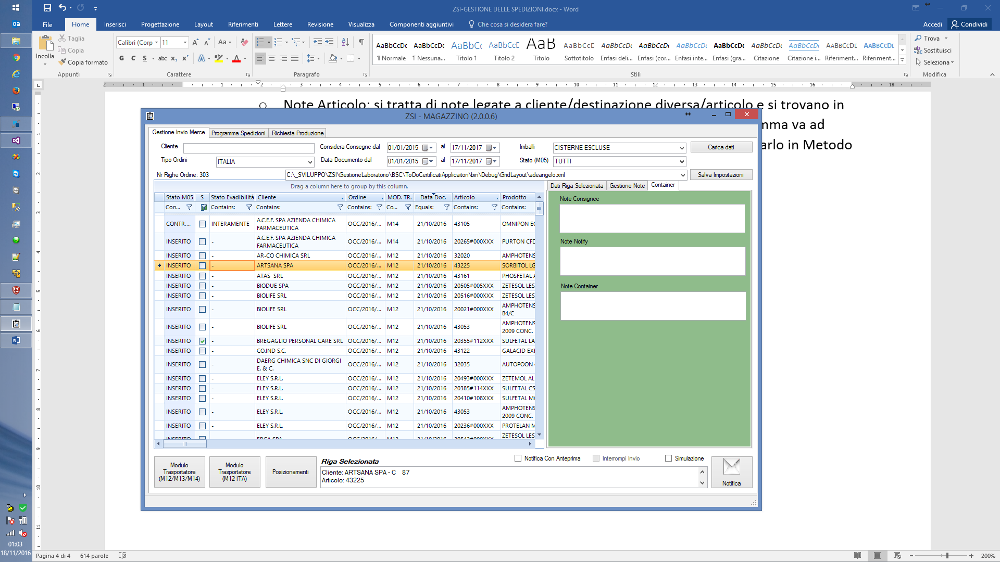 ZSI-GESTIONE DELLE SPEDIZIONI.docx - Word
File Home Inserisci Progettazione Layout Riferimenti Lettere Revisione Visualizza Componenti aggiuntivi Che cosa si desidera fare? Accedi Condividi
Incolla
Taglia
Copia
Copia formato
Appunti
Calibri (Corp 11
G C S abc x₂ x²
Carattere
Paragrafo
AaBbCcDc AaBbCcDc AaBbC AaBbCcD AaB AaBbCcD AaBbCcDc AaBbCcDc AaBbCcDc AaBbCcDc AaBbCcDc AaBbCcDc AaBbCcDc AaBbCcDc
¶ Normale ¶ Nessuna... Titolo 1 Titolo 2 Titolo Sottotitolo Enfasi deli... Enfasi (cor... Enfasi inte... Enfasi (gra... Citazione Citazione i... Riferiment... Riferiment...
Stili
Trova
Sostituisci
Seleziona
Modifica
o Note Articolo: si tratta di note legate a cliente/destinazione diversa/articolo e si trovano in
mma va ad
arlo in Metodo
ZSI - MAGAZZINO (2.0.0.6)
Gestione Invio Merce Programma Spedizioni Richiesta Produzione
Cliente Considera Consegne dal 01/01/2015 al 17/11/2017 Imballi CISTERNE ESCLUSE Carica dati
Tipo Ordini ITALIA Data Documento dal 01/01/2015 al 17/11/2017 Stato (M05) TUTTI
Nr Righe Ordine: 303 C:\_SVILUPPO\ZSI\GestioneLaboratorio\BSC\ToDoCertificatiApplicaiton\bin\Debug\GridLayout\adeangelo.xml Salva Impostazioni
Drag a column here to group by this column.
Stato M05 S Stato Evadibilità Cliente Ordine MOD. TR. Data Doc. Articolo Prodotto
Con... Contains: Contains: Contains: Co... Equals: Contains: Contains:
CONTR.... INTERAMENTE A.C.E.F. SPA AZIENDA CHIMICA FARMACEUTICA OCC/2016/... M14 21/10/2016 43105 OMNIPON EC
INSERITO - A.C.E.F. SPA AZIENDA CHIMICA FARMACEUTICA OCC/2016/... M14 21/10/2016 20265#000XXX PURTON CFD
INSERITO - AR-CO CHIMICA SRL OCC/2016/... M12 21/10/2016 32020 AMPHOTENS
INSERITO - ARTSANA SPA OCC/2016/... M12 21/10/2016 43225 SORBITOL LG
INSERITO - ATAS SRL OCC/2016/... M12 21/10/2016 43161 PHOSFETAL A
INSERITO - BIODUE SPA OCC/2016/... M12 21/10/2016 20505#005XXX ZETESOL LES
INSERITO - BIOLIFE SRL OCC/2016/... M12 21/10/2016 20516#000XXX ZETESOL LES
INSERITO - BIOLIFE SRL OCC/2016/... M12 21/10/2016 20021#000XXX AMPHOTENS B4/C
INSERITO - BIOLIFE SRL OCC/2016/... M12 21/10/2016 43053 AMPHOTENS 2009 CONC.
INSERITO - BREGAGLIO PERSONAL CARE SRL OCC/2016/... M12 21/10/2016 20355#112XXX SULFETAL LA
INSERITO - CO.IND S.C. OCC/2016/... M12 21/10/2016 43122 GALACID EXI
INSERITO - DAERG CHIMICA SNC DI GIORGI E. & C. OCC/2016/... M12 21/10/2016 32035 AUTOPOON
INSERITO - ELEY S.R.L. OCC/2016/... M12 21/10/2016 20493#000XXX ZETEMOL AL
INSERITO - ELEY S.R.L. OCC/2016/... M12 21/10/2016 20385#114XXX SULFETAL CS
INSERITO - ELEY S.R.L. OCC/2016/... M12 21/10/2016 20410#108XXX SULFETAL MC
INSERITO - ELEY S.R.L. OCC/2016/... M12 21/10/2016 43053 AMPHOTENS 2009 CONC.
INSERITO - ELEY S.R.L. OCC/2016/... M12 21/10/2016 20236#000XXX PROTELAN M
INSERITO - ERCA SPA OCC/2016/... M12 21/10/2016 20542#000XXX ZETESOL LES
Dati Riga Selezionata Gestione Note Container
Note Consignee
Note Notify
Note Container
Modulo Trasportatore (M12/M13/M14)
Modulo Trasportatore (M12 ITA)
Posizionamenti
Riga Selezionata
Cliente: ARTSANA SPA - C 87
Articolo: 43225
Notifica Con Anteprima Interrompi Invio Simulazione
Notifica
01:03
18/11/2016
Pagina 4 di 4 614 parole 200%